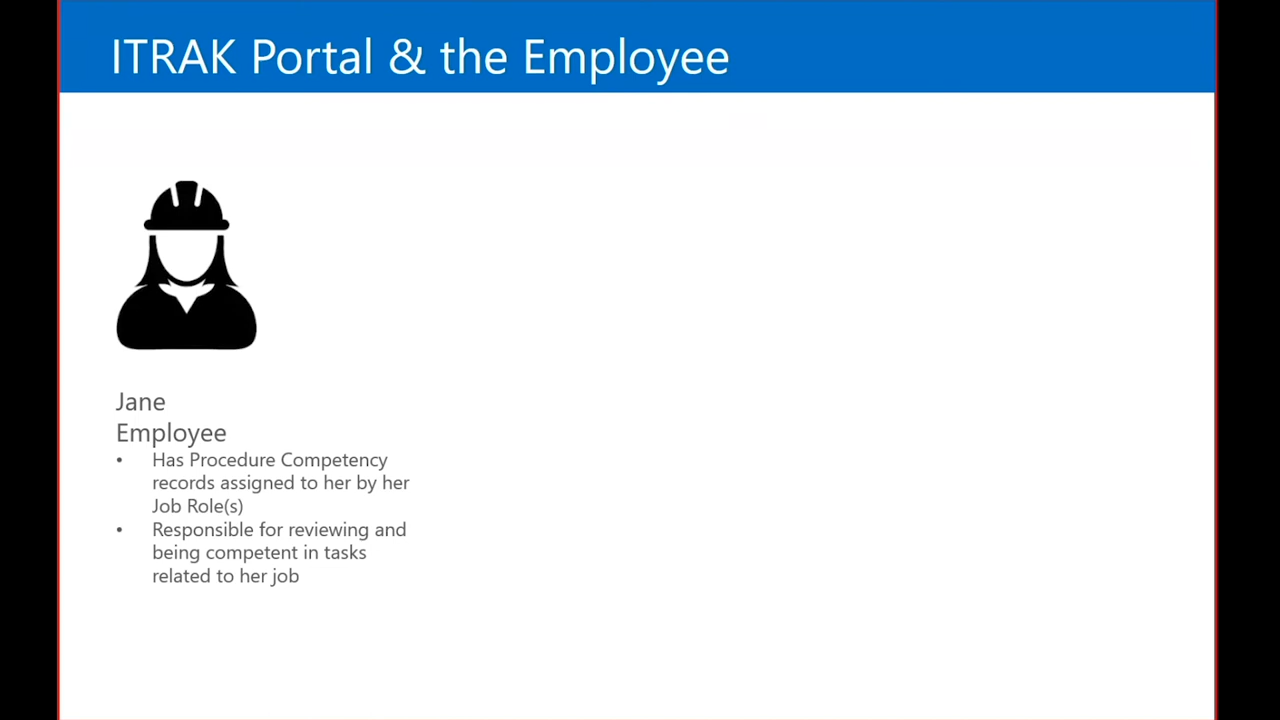 ITRAK Portal & the Employee
Jane
Employee
• Has Procedure Competency
records assigned to her by her
Job Role(s)
• Responsible for reviewing and
being competent in tasks
related to her job